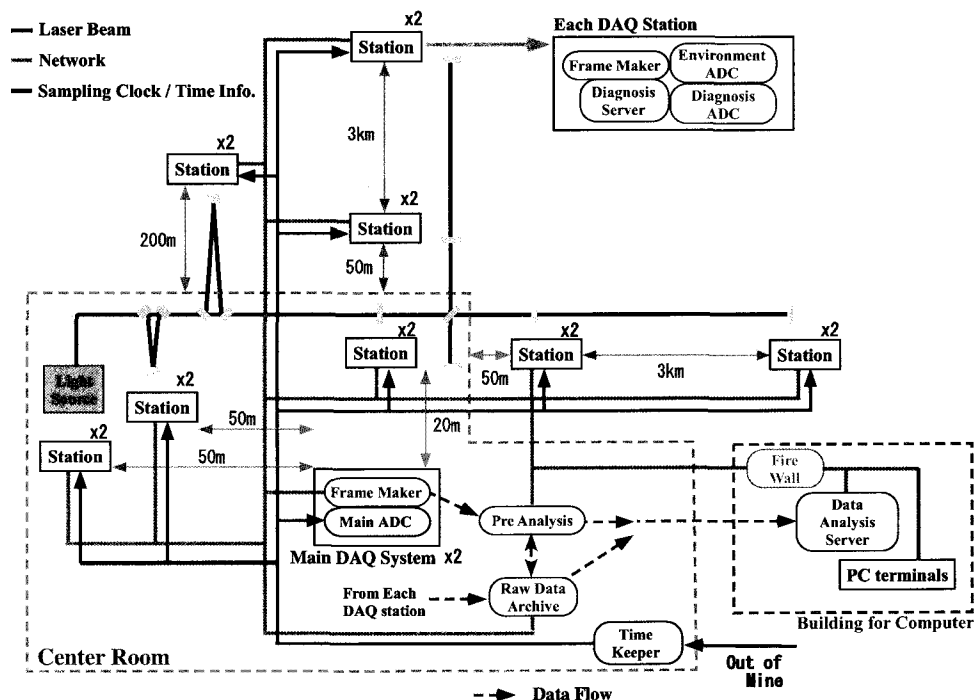 Laser Beam
Network
Sampling Clock / Time Info.
x2
Station
Each DAQ Station
Frame Maker
Environment
ADC
Diagnosis
Server
Diagnosis
ADC
3km
x2
Station
x2
Station
200m
50m
x2
Station
x2
Station
x2
Station
50m
3km
Light
Source
x2
Station
50m
20m
x2
Station
50m
Frame Maker
Main ADC
Main DAQ System x2
Pre Analysis
Fire
Wall
Data
Analysis
Server
PC terminals
From Each
DAQ station
Raw Data
Archive
Building for Computer
Time
Keeper
Center Room
Out of
Mine
Data Flow